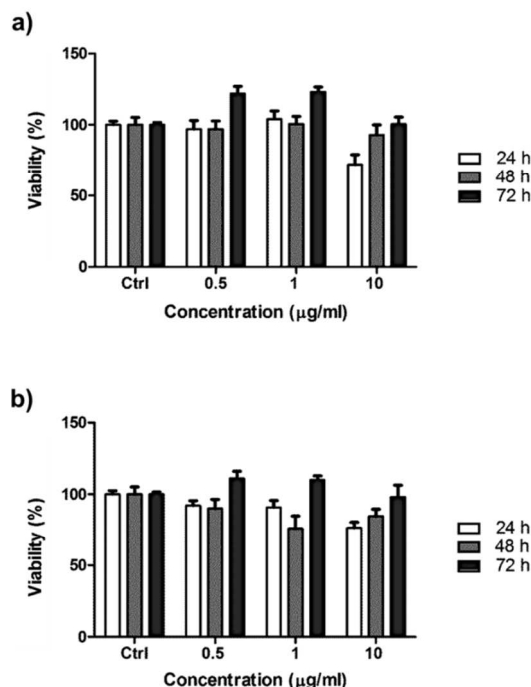 a)
150
100
50
0
Viability (%)
Ctrl 0.5 1 10
Concentration (μg/ml)
24 h
48 h
72 h
b)
150
100
50
0
Viability (%)
Ctrl 0.5 1 10
Concentration (μg/ml)
24 h
48 h
72 h